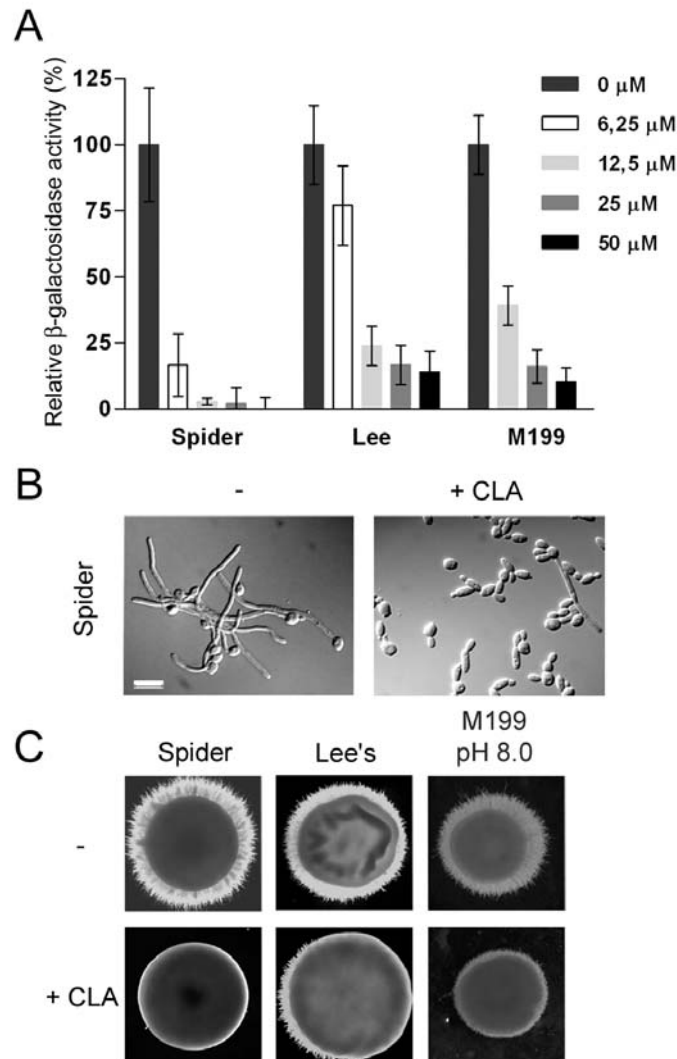 A
Relative β-galactosidase activity (%)
125
100
75
50
25
0
Spider
Lee
M199
0 μM
6,25 μM
12,5 μM
25 μM
50 μM
B
-
+ CLA
Spider
C
Spider
Lee's
M199
pH 8.0
-
+ CLA